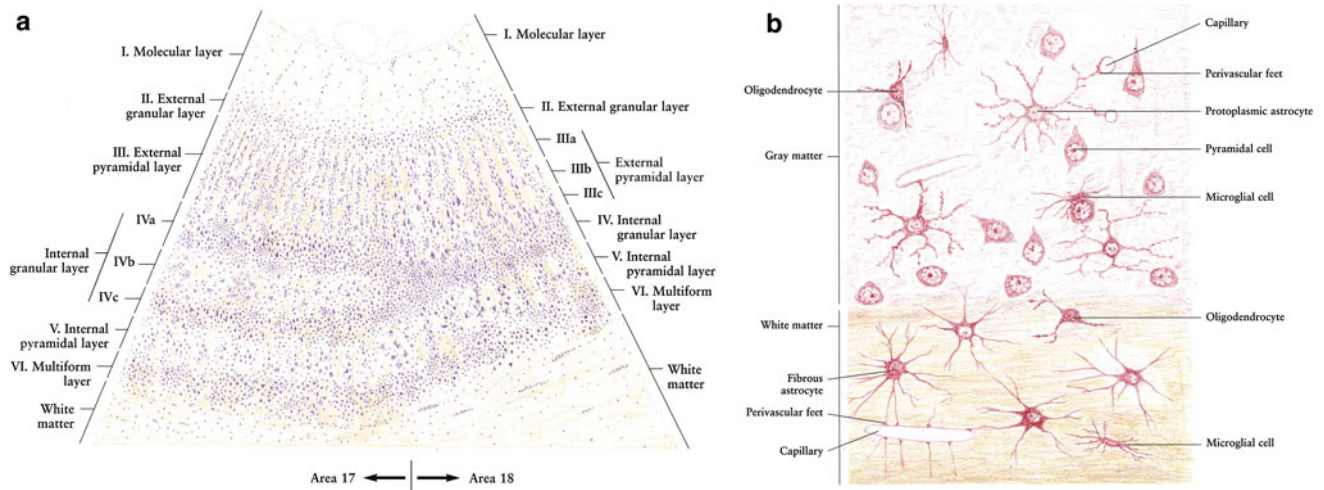 a
I. Molecular layer
II. External
granular layer
III. External
pyramidal layer
IVa
Internal
granular layer
IVb
IVc
V. Internal
pyramidal layer
VI. Multiform
layer
White
matter
I. Molecular layer
II. External granular layer
IIIa
IIIb
External
pyramidal layer
IIIc
IV. Internal
granular layer
V. Internal
pyramidal layer
VI. Multiform
layer
White
matter
Area 17
Area 18
b
Oligodendrocyte
Gray matter
White matter
Fibrous
astrocyte
Perivascular feet
Capillary
Capillary
Perivascular feet
Protoplasmic astrocyte
Pyramidal cell
Microglial cell
Oligodendrocyte
Microglial cell